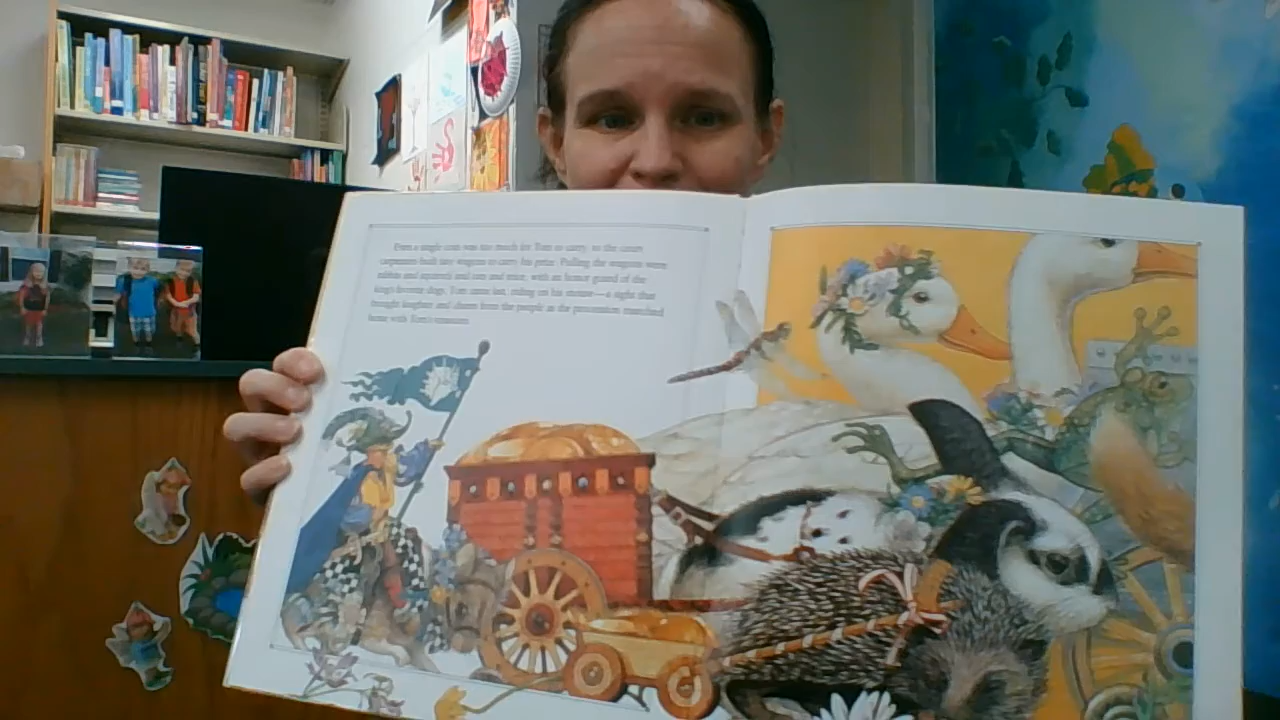 Even a single coin was too much for Tom to carry, so the court
carpenters built tiny wagons to carry his prize. Pulling the wagons were
rabbits and squirrels and cats and mice, with an honor guard of the
king's favorite dogs. Tom came last, riding on his mouse—a sight that
brought laughter and cheers from the people as the procession marched
home with Tom's treasure.